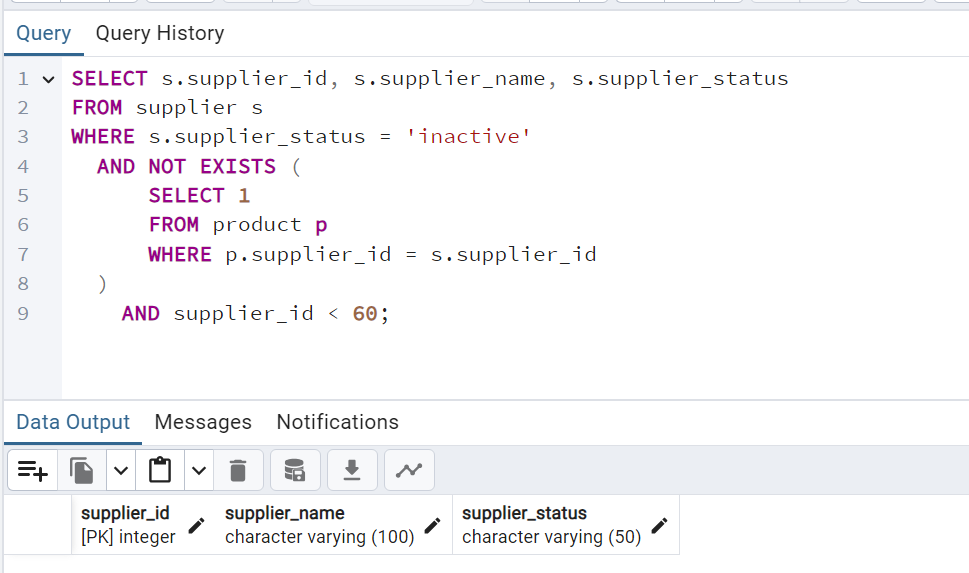 Query Query History
1 SELECT s.supplier_id, s.supplier_name, s.supplier_status
2 FROM supplier s
3 WHERE s.supplier_status = 'inactive'
4 AND NOT EXISTS (
5 SELECT 1
6 FROM product p
7 WHERE p.supplier_id = s.supplier_id
8 )
9 AND supplier_id < 60;
Data Output Messages Notifications
supplier_id supplier_name supplier_status
[PK] integer character varying (100) character varying (50)